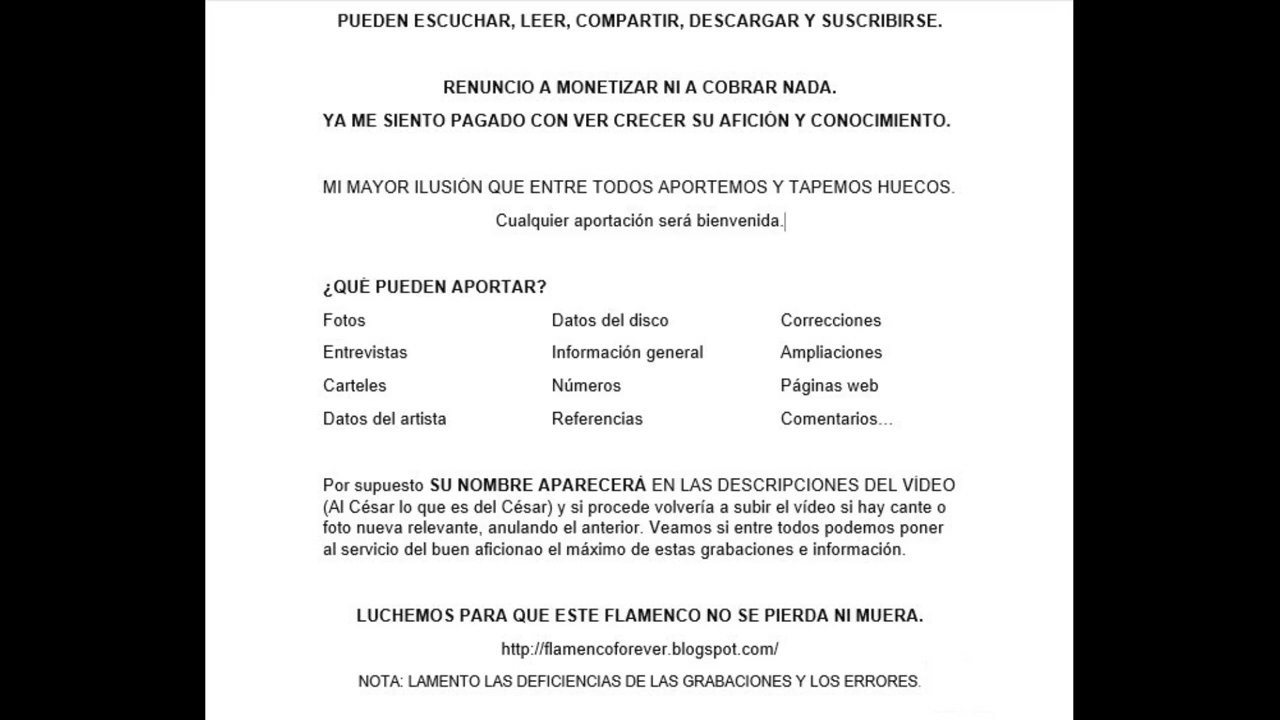 PUEDEN ESCUCHAR, LEER, COMPARTIR, DESCARGAR Y SUSCRIBIRSE.
RENUNCIO A MONETIZAR NI A COBRAR NADA.
YA ME SIENTO PAGADO CON VER CRECER SU AFICIÓN Y CONOCIMIENTO.
MI MAYOR ILUSIÓN QUE ENTRE TODOS APORTEMOS Y TAPEMOS HUECOS.
Cualquier aportación será bienvenida.
¿QUÉ PUEDEN APORTAR?
Fotos Datos del disco Correcciones
Entrevistas Información general Ampliaciones
Carteles Números Páginas web
Datos del artista Referencias Comentarios...
Por supuesto SU NOMBRE APARECERÁ EN LAS DESCRIPCIONES DEL VÍDEO
(Al César lo que es del César) y si procede volvería a subir el vídeo si hay cante o
foto nueva relevante, anulando el anterior. Veamos si entre todos podemos poner
al servicio del buen aficionao el máximo de estas grabaciones e información.
LUCHEMOS PARA QUE ESTE FLAMENCO NO SE PIERDA NI MUERA.
http://flamencoforever.blogspot.com/
NOTA: LAMENTO LAS DEFICIENCIAS DE LAS GRABACIONES Y LOS ERRORES.